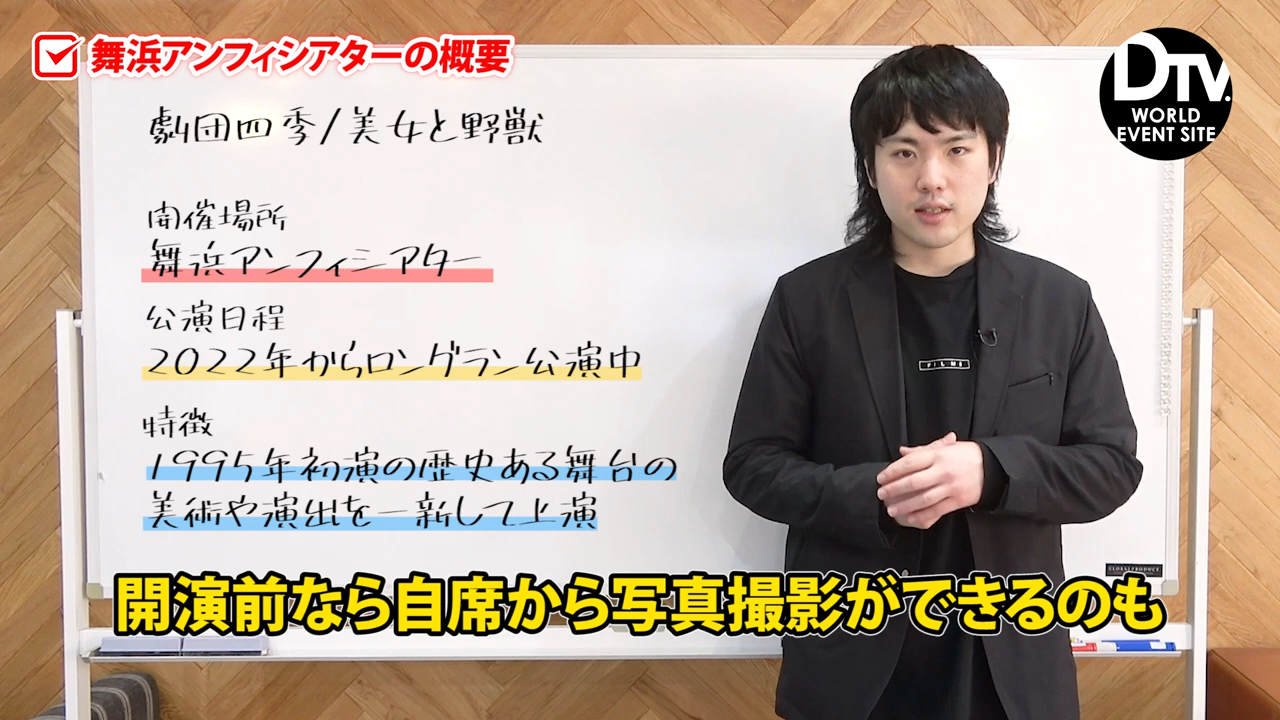 舞浜アンフィシアターの概要
DTV.
WORLD
EVENT SITE
劇団四季/美女と野獣
開催場所
舞浜アンフィシアター
公演日程
2022年からロングラン公演中
特徴
1995年初演の歴史ある舞台の
美術や演出を一新して上演
FILMS
GLOBALPRODUCE
開演前なら自席から写真撮影ができるのも